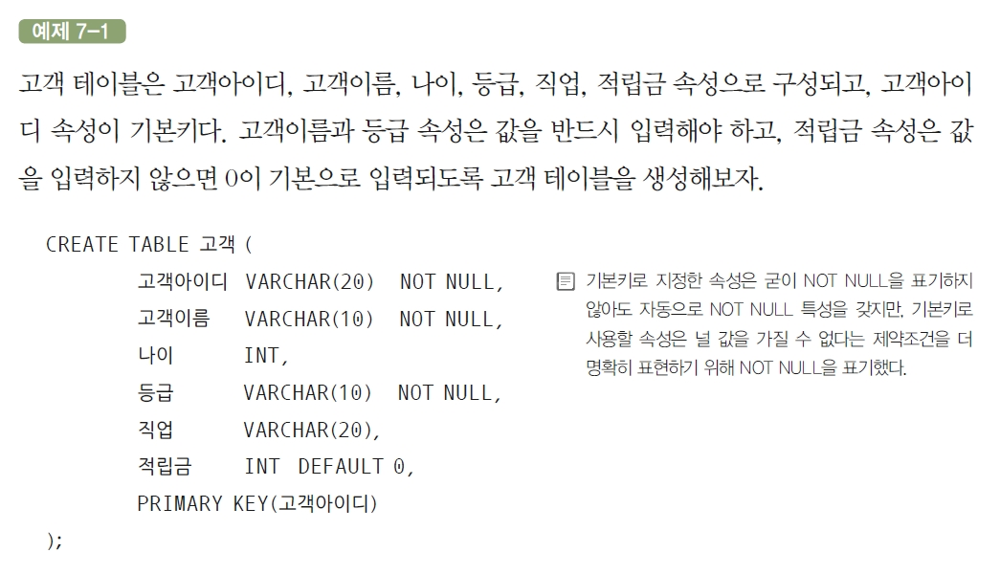 예제 7-1
고객 테이블은 고객아이디, 고객이름, 나이, 등급, 직업, 적립금 속성으로 구성되고, 고객아이
디 속성이 기본키다. 고객이름과 등급 속성은 값을 반드시 입력해야 하고, 적립금 속성은 값
을 입력하지 않으면 0이 기본으로 입력되도록 고객 테이블을 생성해보자.
CREATE TABLE 고객 (
고객아이디 VARCHAR(20) NOT NULL,
고객이름 VARCHAR(10) NOT NULL,
나이 INT,
등급 VARCHAR(10) NOT NULL,
직업 VARCHAR(20),
적립금 INT DEFAULT 0,
PRIMARY KEY(고객아이디)
);
기본키로 지정한 속성은 굳이 NOT NULL을 표기하지
않아도 자동으로 NOT NULL 특성을 갖지만, 기본키로
사용할 속성은 널 값을 가질 수 없다는 제약조건을 더
명확히 표현하기 위해 NOT NULL을 표기했다.